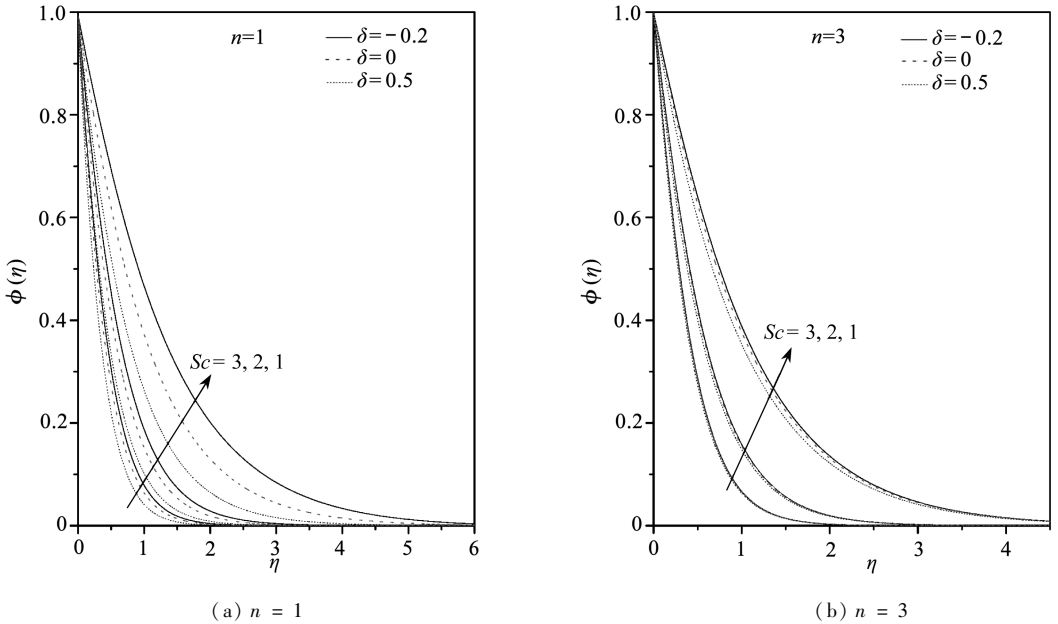 n=1
δ=−0.2
δ=0
δ=0.5
Sc= 3, 2, 1
1.0
0.8
0.6
0.4
0.2
0
ϕ(η)
0 1 2 3 4 5 6
η
(a) n = 1
n=3
δ=−0.2
δ=0
δ=0.5
Sc= 3, 2, 1
1.0
0.8
0.6
0.4
0.2
0
ϕ(η)
0 1 2 3 4
η
(b) n = 3